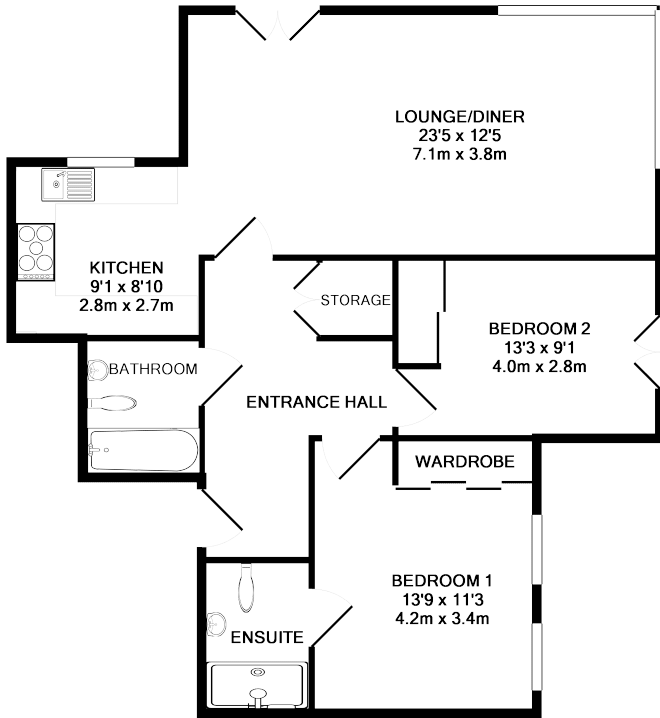 LOUNGE/DINER
23'5 x 12'5
7.1m x 3.8m
KITCHEN
9'1 x 8'10
2.8m x 2.7m
STORAGE
BEDROOM 2
13'3 x 9'1
4.0m x 2.8m
BATHROOM
ENTRANCE HALL
WARDROBE
BEDROOM 1
13'9 x 11'3
4.2m x 3.4m
ENSUITE